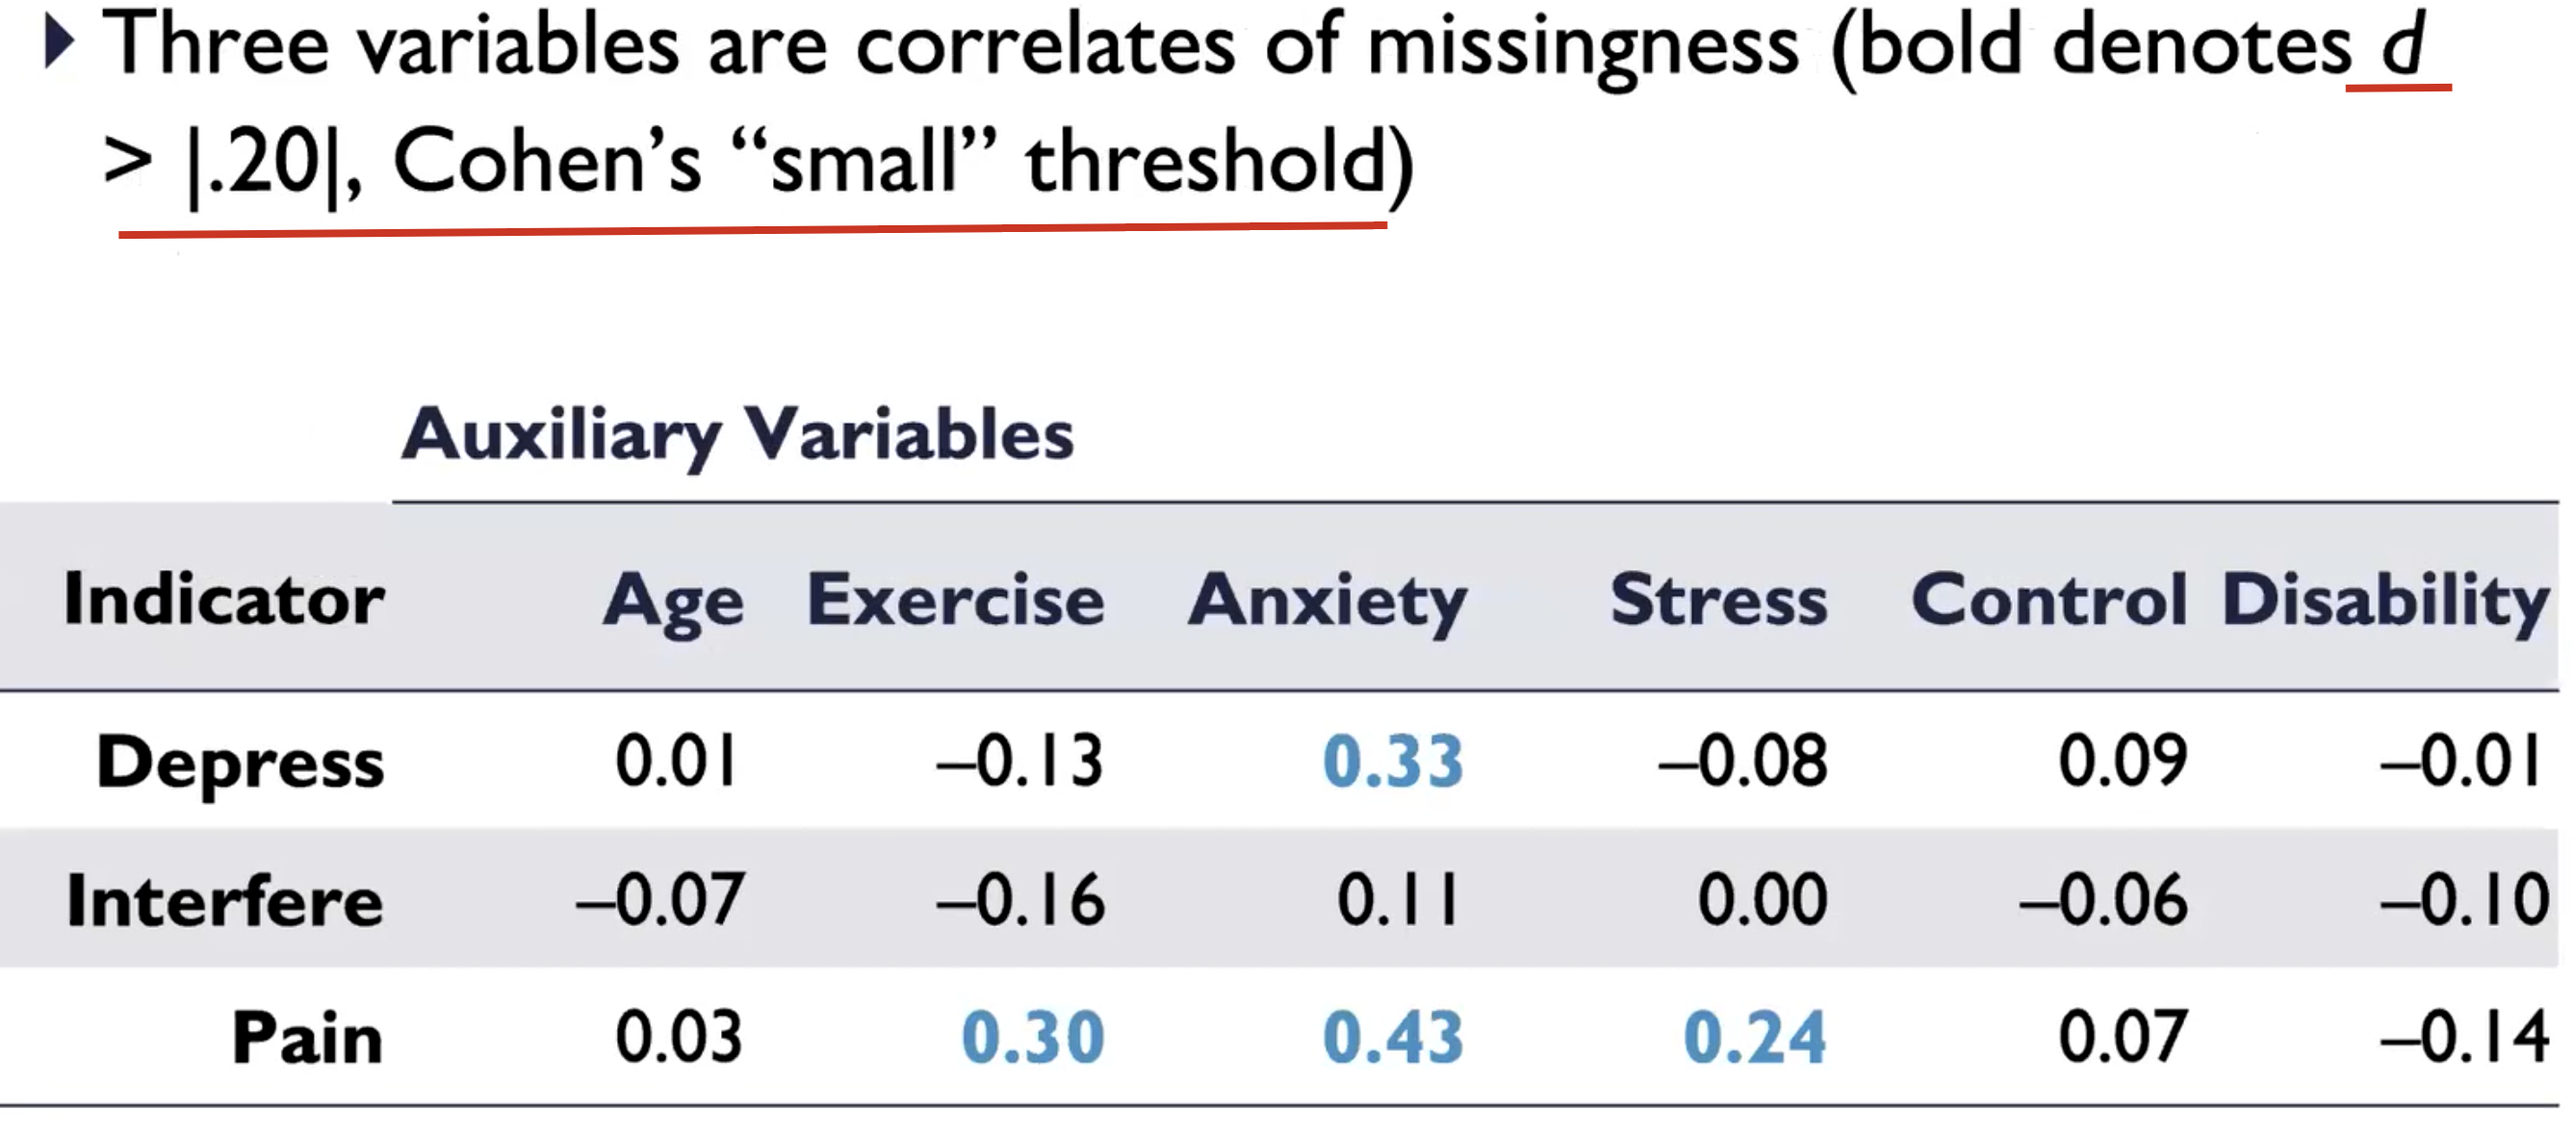 Three variables are correlates of missingness (bold denotes d
> |.20|, Cohen’s “small” threshold)
Auxiliary Variables
Indicator Age Exercise Anxiety Stress Control Disability
Depress 0.01 –0.13 0.33 –0.08 0.09 –0.01
Interfere –0.07 –0.16 0.11 0.00 –0.06 –0.10
Pain 0.03 0.30 0.43 0.24 0.07 –0.14